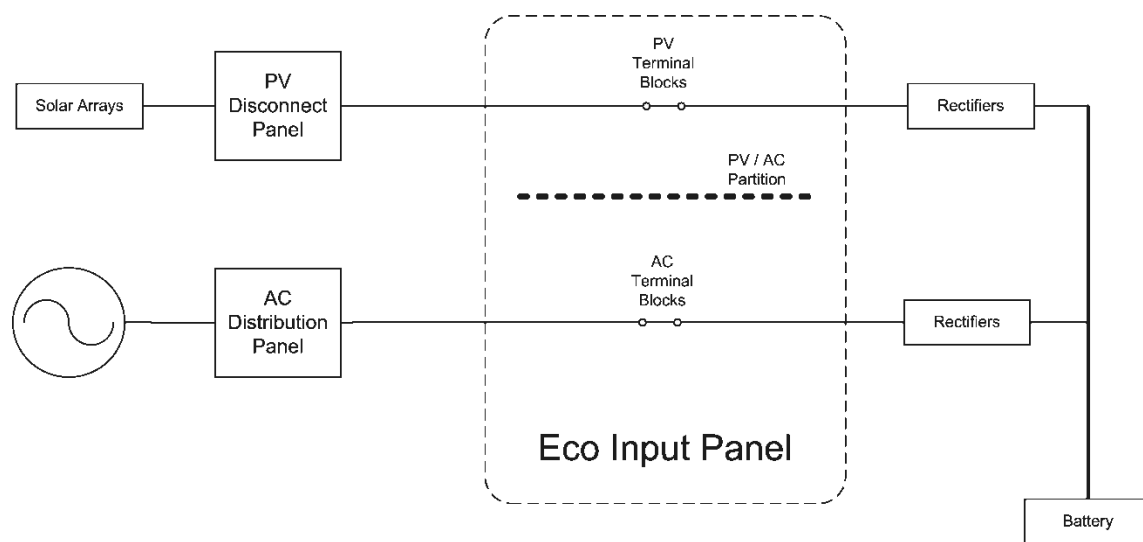 Solar Arrays
PV
Disconnect
Panel
PV
Terminal
Blocks
Rectifiers
PV / AC
Partition
AC
Distribution
Panel
AC
Terminal
Blocks
Rectifiers
Eco Input Panel
Battery